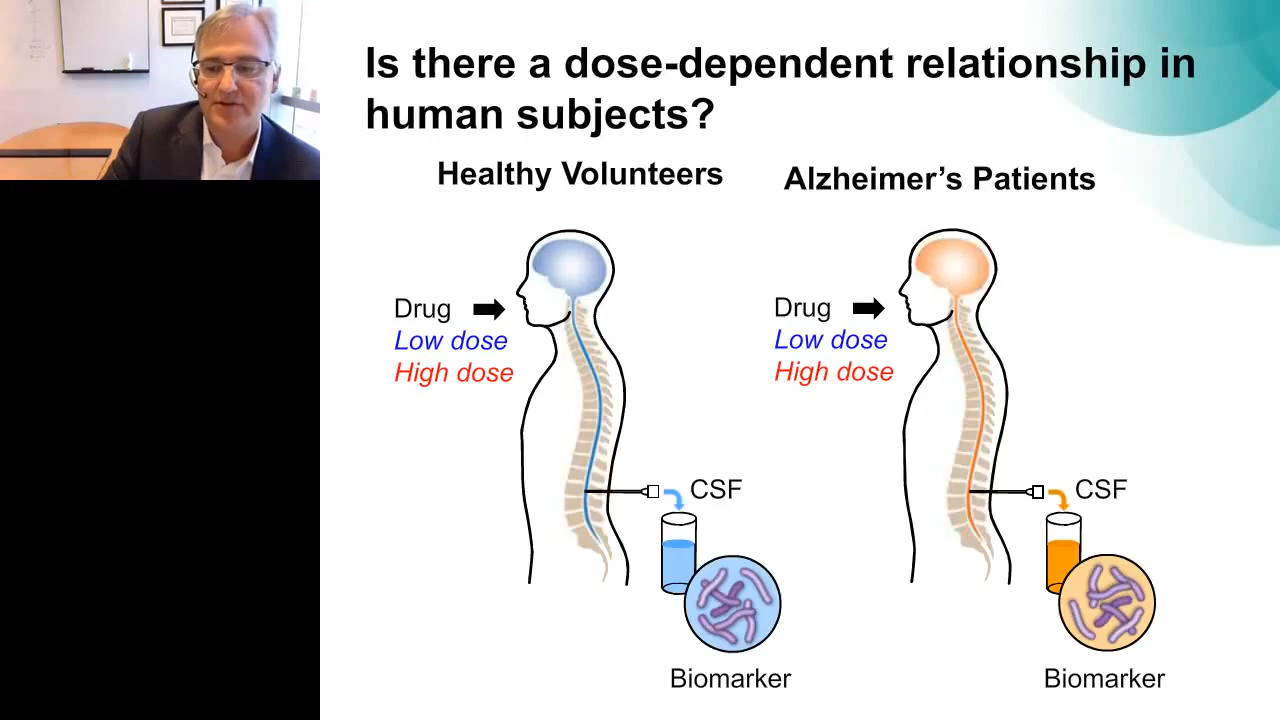 Is there a dose-dependent relationship in
human subjects?
Healthy Volunteers
Alzheimer’s Patients
Drug
Low dose
High dose
CSF
Biomarker
Drug
Low dose
High dose
CSF
Biomarker